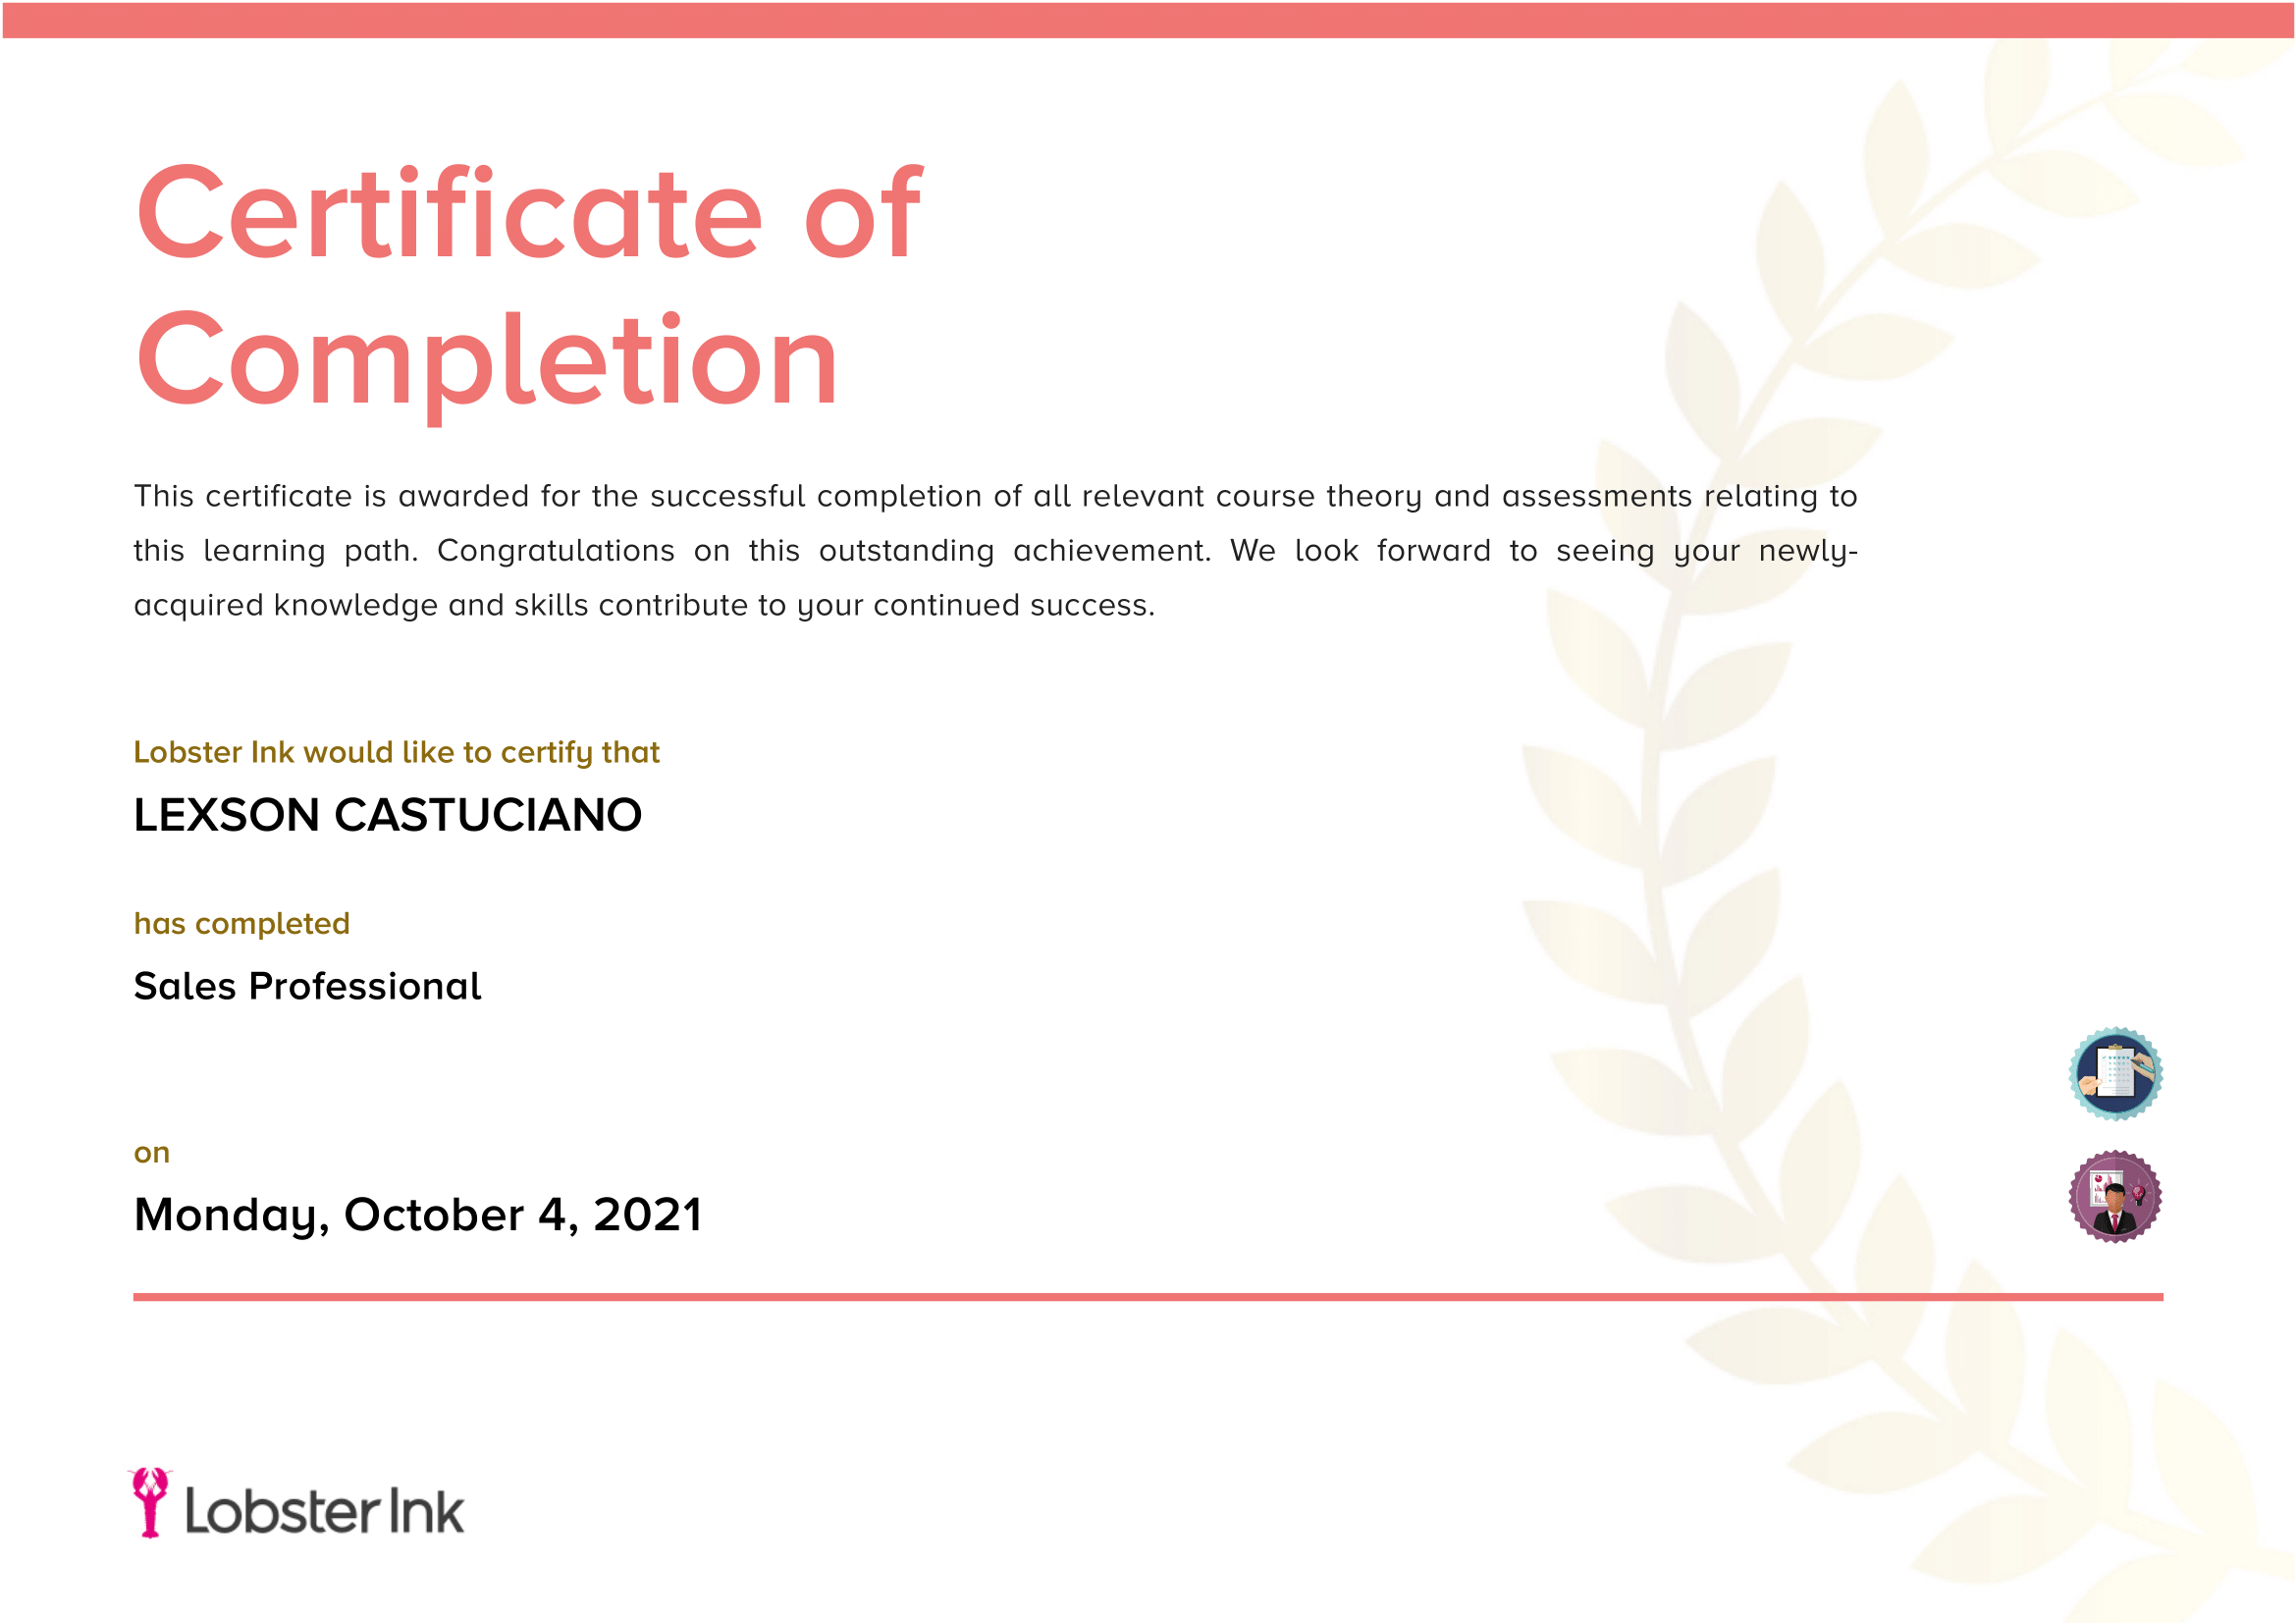 Certificate of
Completion
This certificate is awarded for the successful completion of all relevant course theory and assessments relating to
this learning path. Congratulations on this outstanding achievement. We look forward to seeing your newly-
acquired knowledge and skills contribute to your continued success.
Lobster Ink would like to certify that
LEXSON CASTUCIANO
has completed
Sales Professional
on
Monday, October 4, 2021
Lobster Ink